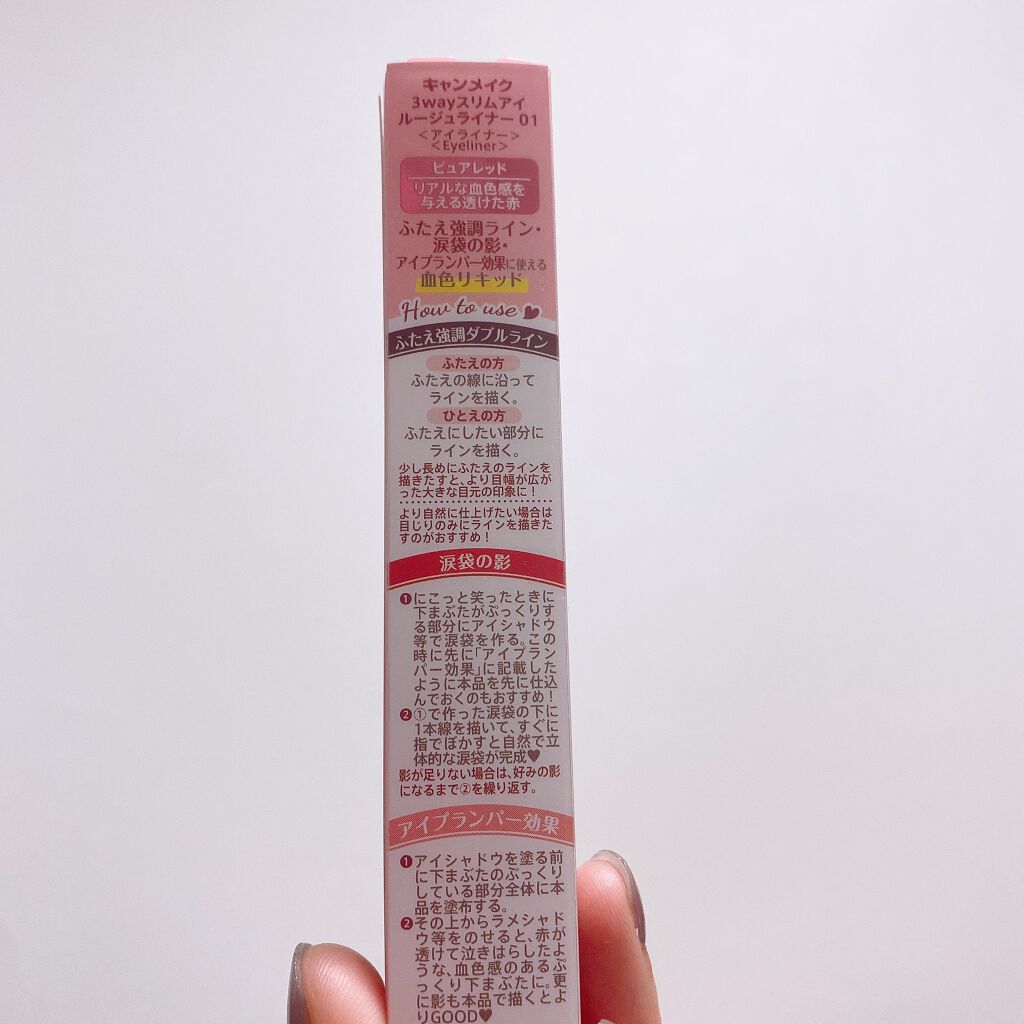 キャンメイク
3wayスリムアイ
ルージュライナー 01
＜アイライナー＞
＜Eyeliner＞
ピュアレッド
リアルな血色感を
与える透けた赤
ふたえ強調ライン・
涙袋の影・
アイプランパー効果に使える
血色リキッド
How to use
ふたえ強調ダブルライン
ふたえの方
ふたえの線に沿って
ラインを描く。
ひとえの方
ふたえにしたい部分に
ラインを描く。
少し長めにふたえのラインを
描きたすと、より目幅が広が
った大きな目元の印象に！
より自然に仕上げたい場合は
目じりのみにラインを描きた
すのがおすすめ！
涙袋の影
❶にこっと笑ったときに
下まぶたがぷっくりす
る部分にアイシャドウ
等で涙袋を作る。この
時に先に「アイプラン
パー効果」に記載した
ように本品を先に仕込
んでおくのもおすすめ！
❷①で作った涙袋の下に
1本線を描いて、すぐに
指でぼかすと自然で立
体的な涙袋が完成♥
影が足りない場合は、好みの影
になるまで②を繰り返す。
アイプランパー効果
❶アイシャドウを塗る前
に下まぶたのぷっくり
している部分全体に本
品を塗布する。
❷その上からラメシャド
ウ等をのせると、赤が
透けて泣きはらしたよ
うな、血色感のあるぷ
っくり下まぶたに。更
に影も本品で描くとよ
りGOOD♥